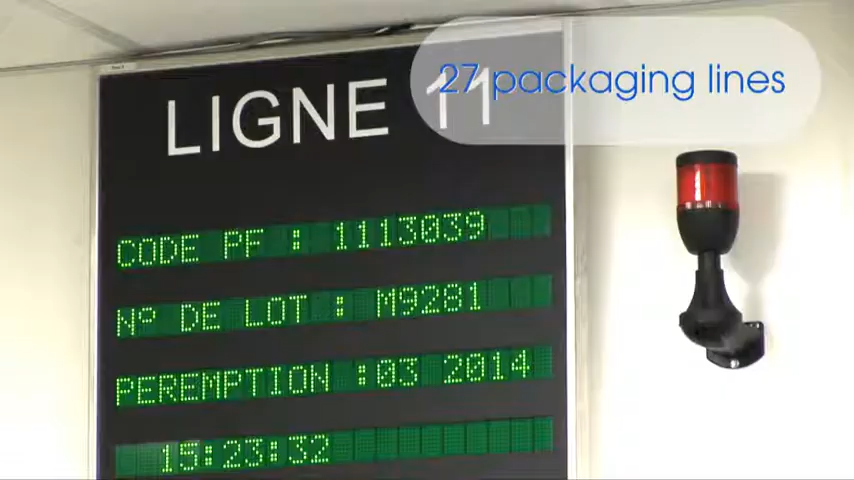 27 packaging lines
LIGNE 11
CODE PF : 1113039
Nº DE LOT : M9281
PEREMPTION :03 2014
15:23:32